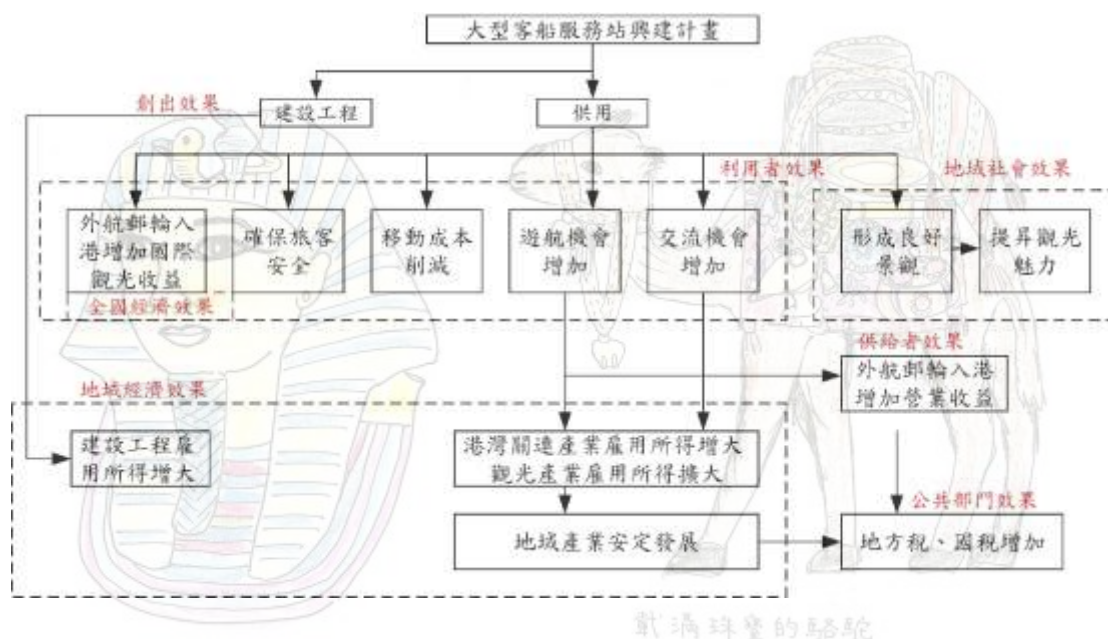 大型客船服務站興建計畫
創出效果
建設工程
供用
利用者效果
地域社會效果
外航郵輪入
港增加國際
觀光收益
確保旅客
安全
移動成本
削減
遊航機會
增加
交流機會
增加
形成良好
景觀
提昇觀光
魅力
全國經濟效果
供給者效果
外航郵輪入港
增加營業收益
地域經濟效果
建設工程雇
用所得增大
港灣關連產業雇用所得增大
觀光產業雇用所得擴大
公共部門效果
地域產業安定發展
地方稅、國稅增加
戴滿珠寶的駱駝